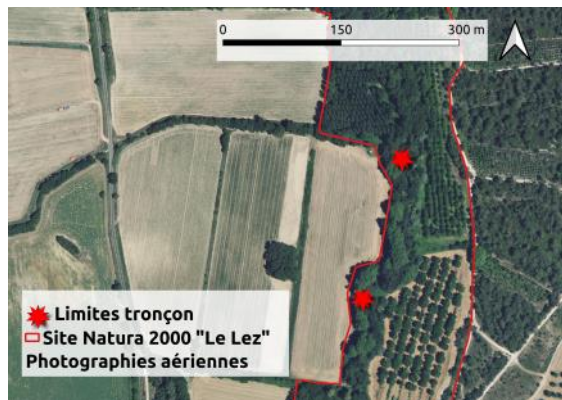 0 150 300 m
Limites tronçon
Site Natura 2000 "Le Lez"
Photographies aériennes